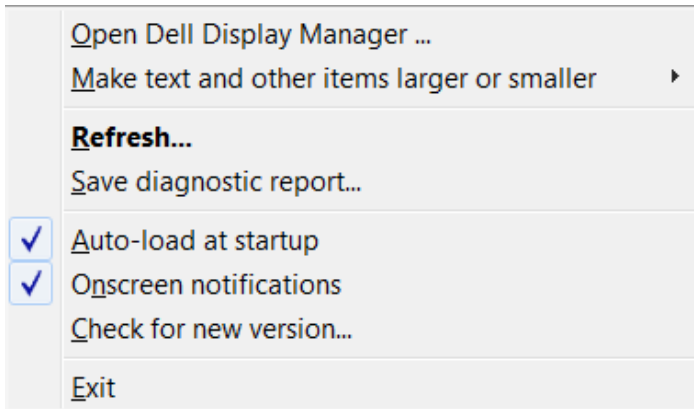 Open Dell Display Manager ...
Make text and other items larger or smaller
Refresh...
Save diagnostic report...
Auto-load at startup
Onscreen notifications
Check for new version...
Exit